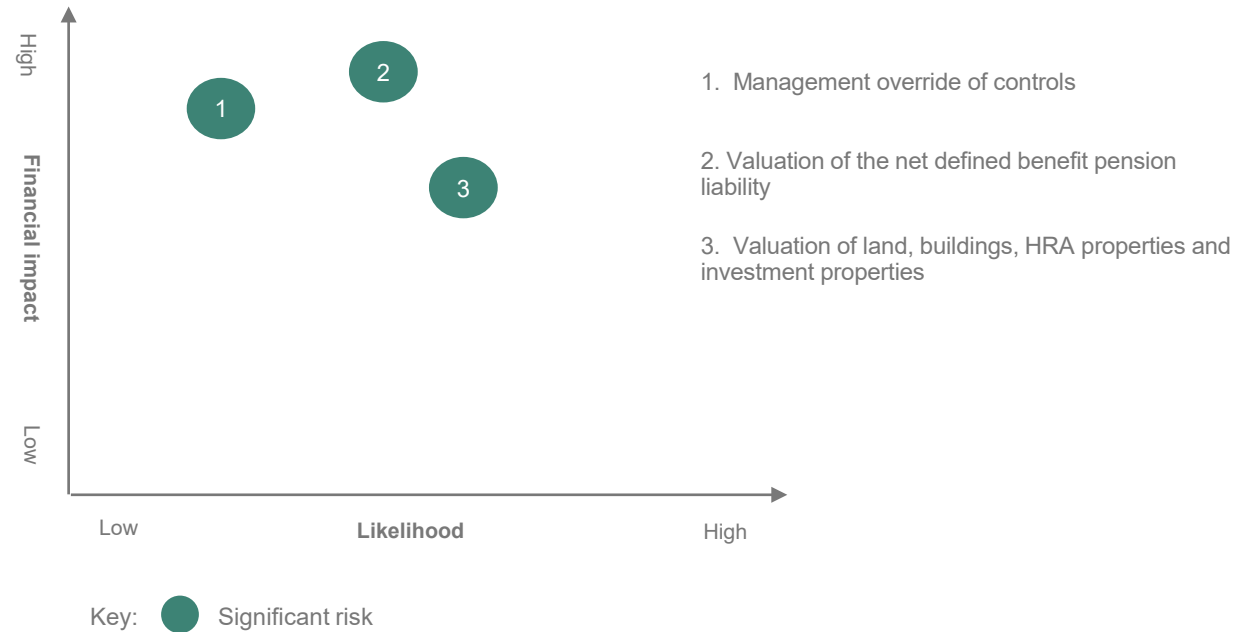 High
Financial impact
Low
1
2
3
Low
Likelihood
High
1. Management override of controls
2. Valuation of the net defined benefit pension
liability
3. Valuation of land, buildings, HRA properties and
investment properties
Key:
Significant risk